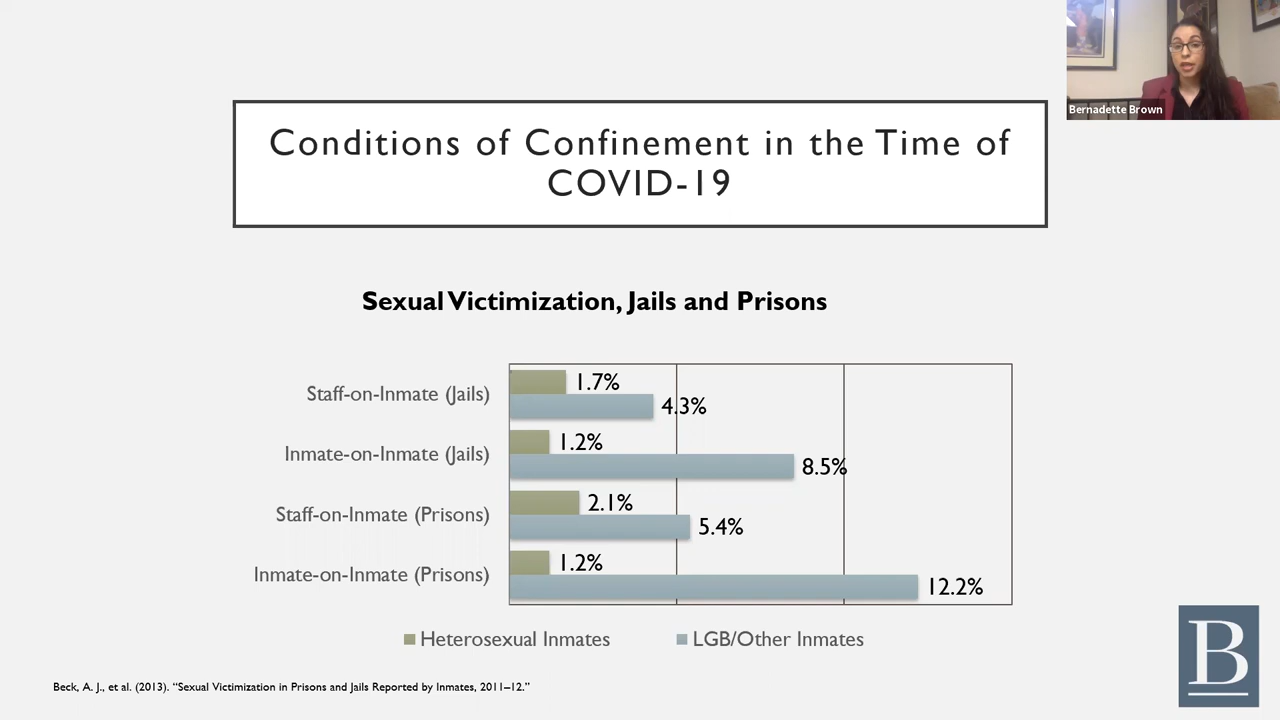 Bernadette Brown
Conditions of Confinement in the Time of
COVID-19
Sexual Victimization, Jails and Prisons
Staff-on-Inmate (Jails)
1.7%
4.3%
Inmate-on-Inmate (Jails)
1.2%
8.5%
Staff-on-Inmate (Prisons)
2.1%
5.4%
Inmate-on-Inmate (Prisons)
1.2%
12.2%
Heterosexual Inmates
LGB/Other Inmates
Beck, A. J., et al. (2013). “Sexual Victimization in Prisons and Jails Reported by Inmates, 2011–12.”
B